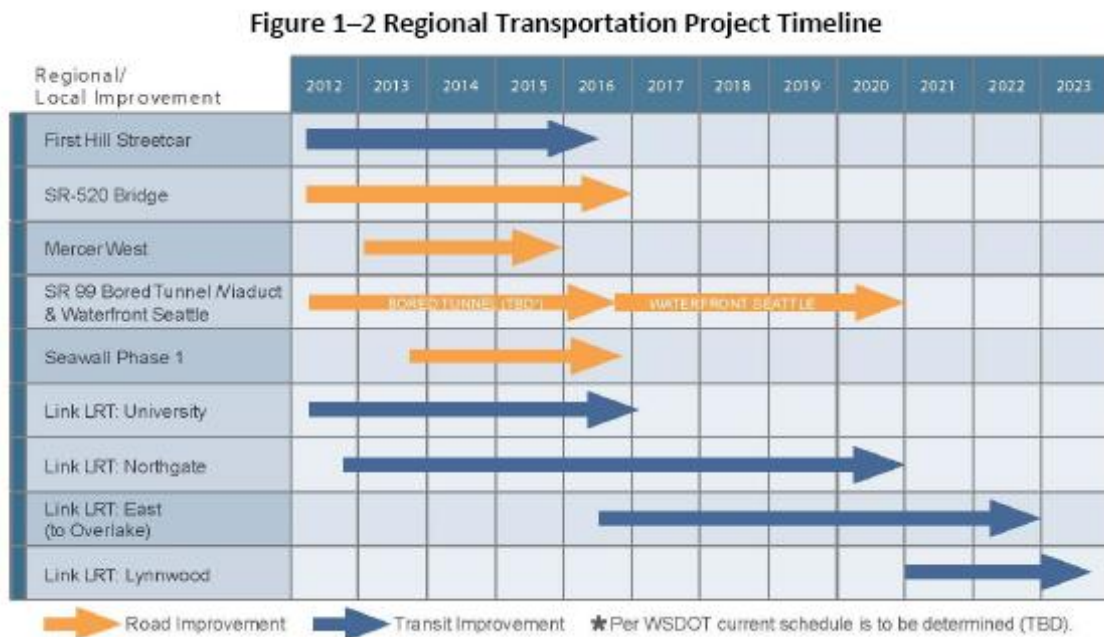 Figure 1–2 Regional Transportation Project Timeline
Regional/
Local Improvement
2012 2013 2014 2015 2016 2017 2018 2019 2020 2021 2022 2023
First Hill Streetcar
SR-520 Bridge
Mercer West
SR 99 Bored Tunnel /Viaduct
& Waterfront Seattle
BORED TUNNEL (TBD*) WATERFRONT SEATTLE
Seawall Phase 1
Link LRT: University
Link LRT: Northgate
Link LRT: East
(to Overlake)
Link LRT: Lynnwood
Road Improvement Transit Improvement ★Per WSDOT current schedule is to be determined (TBD).